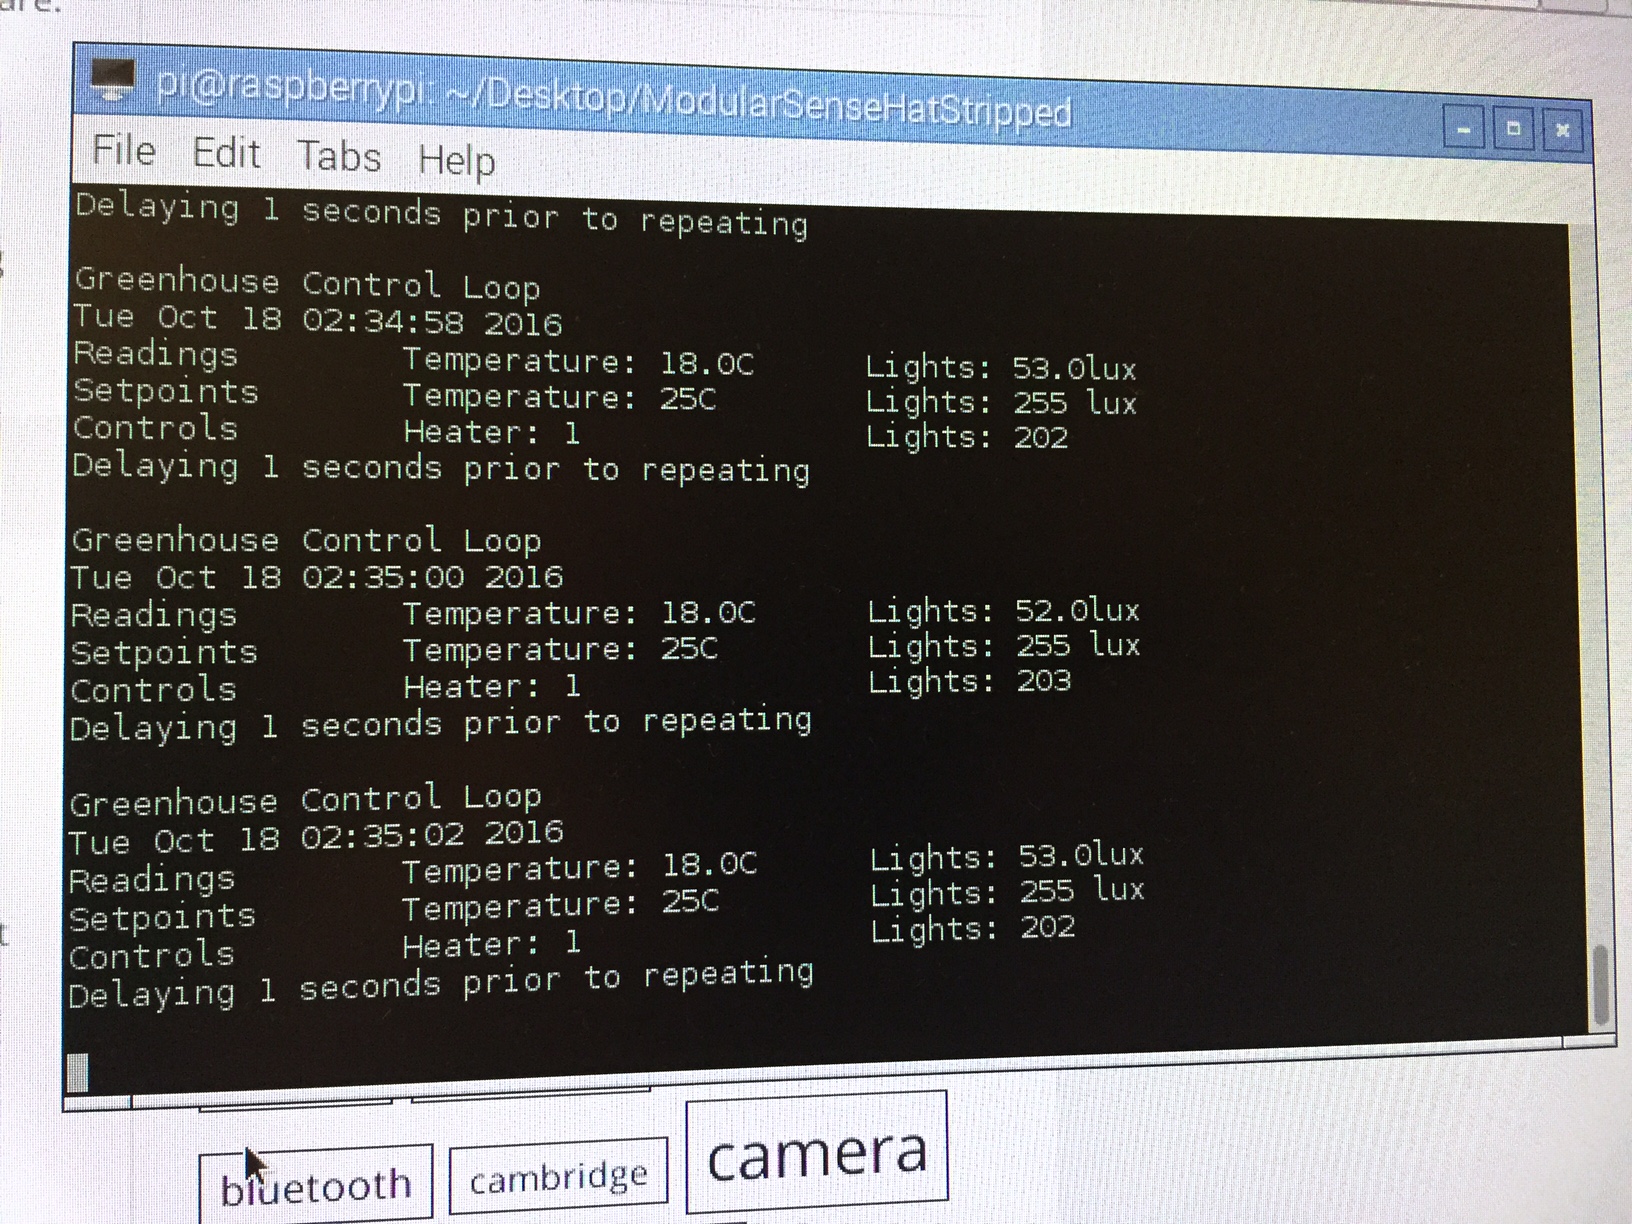 are.
pi@raspberrypi: ~/Desktop/ModularSenseHatStripped
File Edit Tabs Help
Delaying 1 seconds prior to repeating
Greenhouse Control Loop
Tue Oct 18 02:34:58 2016
Readings Temperature: 18.0C Lights: 53.0lux
Setpoints Temperature: 25C Lights: 255 lux
Controls Heater: 1 Lights: 202
Delaying 1 seconds prior to repeating
Greenhouse Control Loop
Tue Oct 18 02:35:00 2016
Readings Temperature: 18.0C Lights: 52.0lux
Setpoints Temperature: 25C Lights: 255 lux
Controls Heater: 1 Lights: 203
Delaying 1 seconds prior to repeating
Greenhouse Control Loop
Tue Oct 18 02:35:02 2016
Readings Temperature: 18.0C Lights: 53.0lux
Setpoints Temperature: 25C Lights: 255 lux
Controls Heater: 1 Lights: 202
Delaying 1 seconds prior to repeating
bluetooth cambridge camera